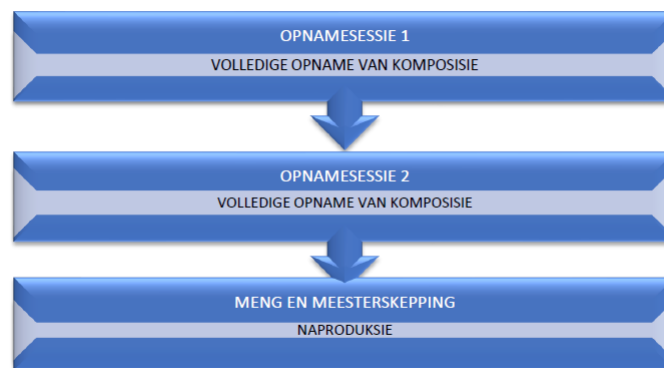 OPNAMESESSIE 1
VOLLEDIGE OPNAME VAN KOMPOSISIE
OPNAMESESSIE 2
VOLLEDIGE OPNAME VAN KOMPOSISIE
MENG EN MEESTERSKEPPING
NAPRODUKSIE